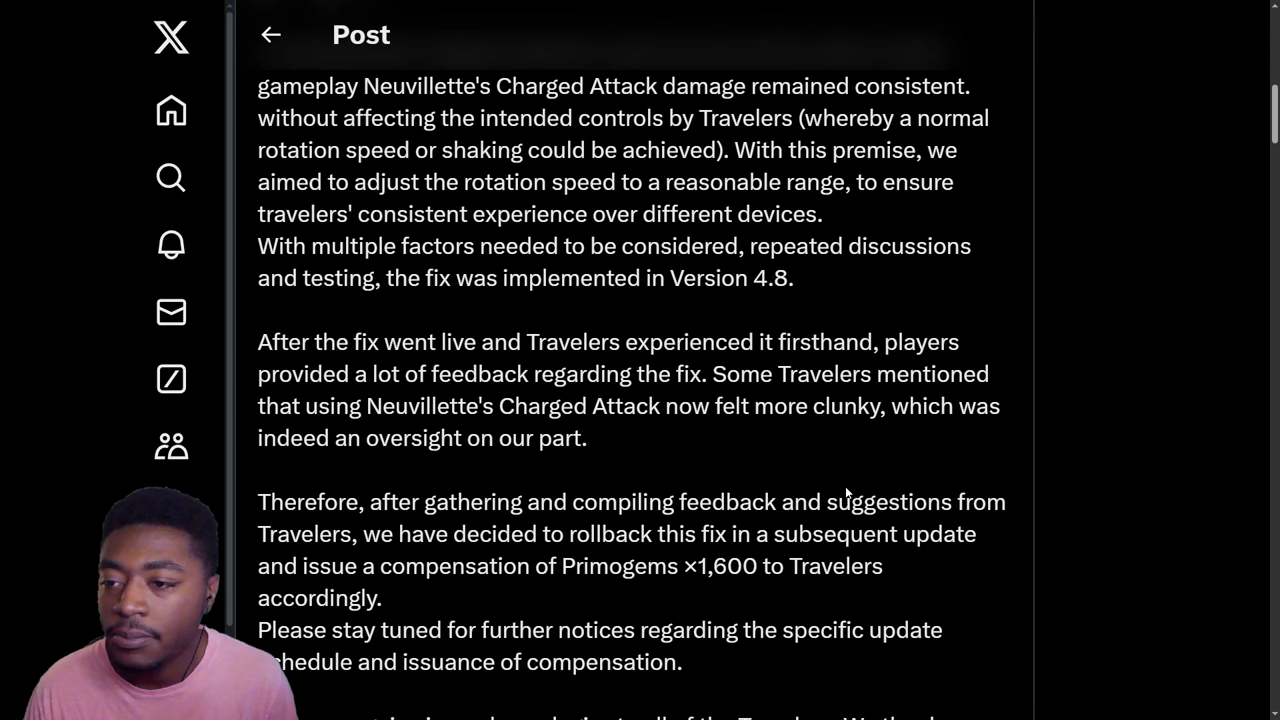 Post
gameplay Neuvillette's Charged Attack damage remained consistent.
without affecting the intended controls by Travelers (whereby a normal
rotation speed or shaking could be achieved). With this premise, we
aimed to adjust the rotation speed to a reasonable range, to ensure
travelers' consistent experience over different devices.
With multiple factors needed to be considered, repeated discussions
and testing, the fix was implemented in Version 4.8.
After the fix went live and Travelers experienced it firsthand, players
provided a lot of feedback regarding the fix. Some Travelers mentioned
that using Neuvillette's Charged Attack now felt more clunky, which was
indeed an oversight on our part.
Therefore, after gathering and compiling feedback and suggestions from
Travelers, we have decided to rollback this fix in a subsequent update
and issue a compensation of Primogems ×1,600 to Travelers
accordingly.
Please stay tuned for further notices regarding the specific update
chedule and issuance of compensation.